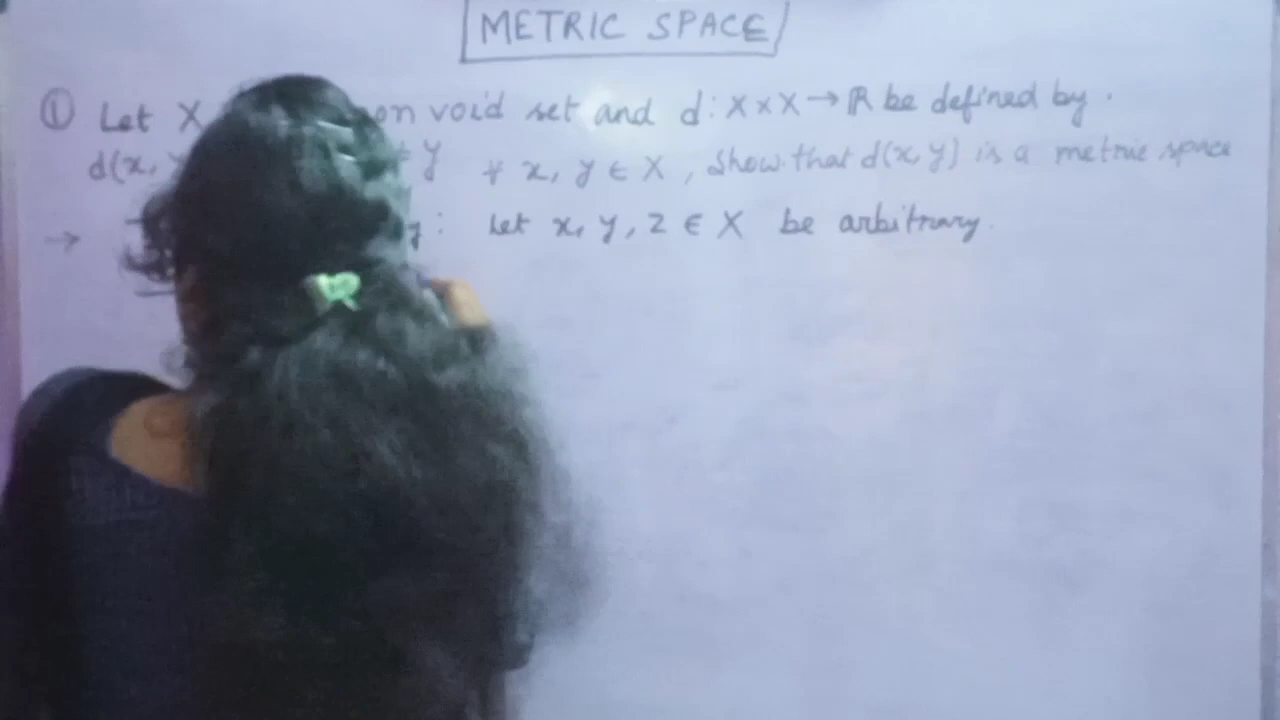 METRIC SPACE
① Let X on void set and d: X×X→ℝ be defined by.
d(x, y ∀ x, y ∈ X, Show that d(x, y) is a metric space
→ y: Let x, y, z ∈ X be arbitrary.